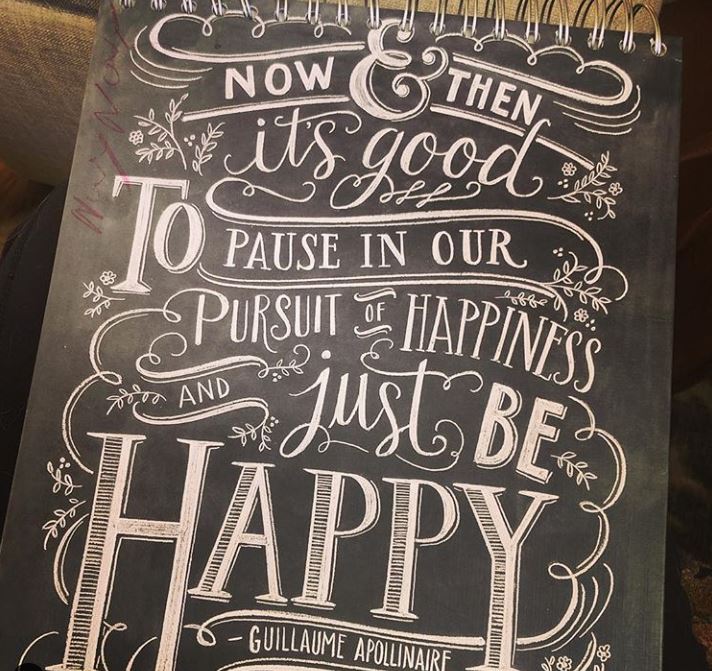 NOW & THEN
it's good
TO PAUSE IN OUR
PURSUIT OF HAPPINESS
AND just BE
HAPPY
- GUILLAUME APOLLINAIRE